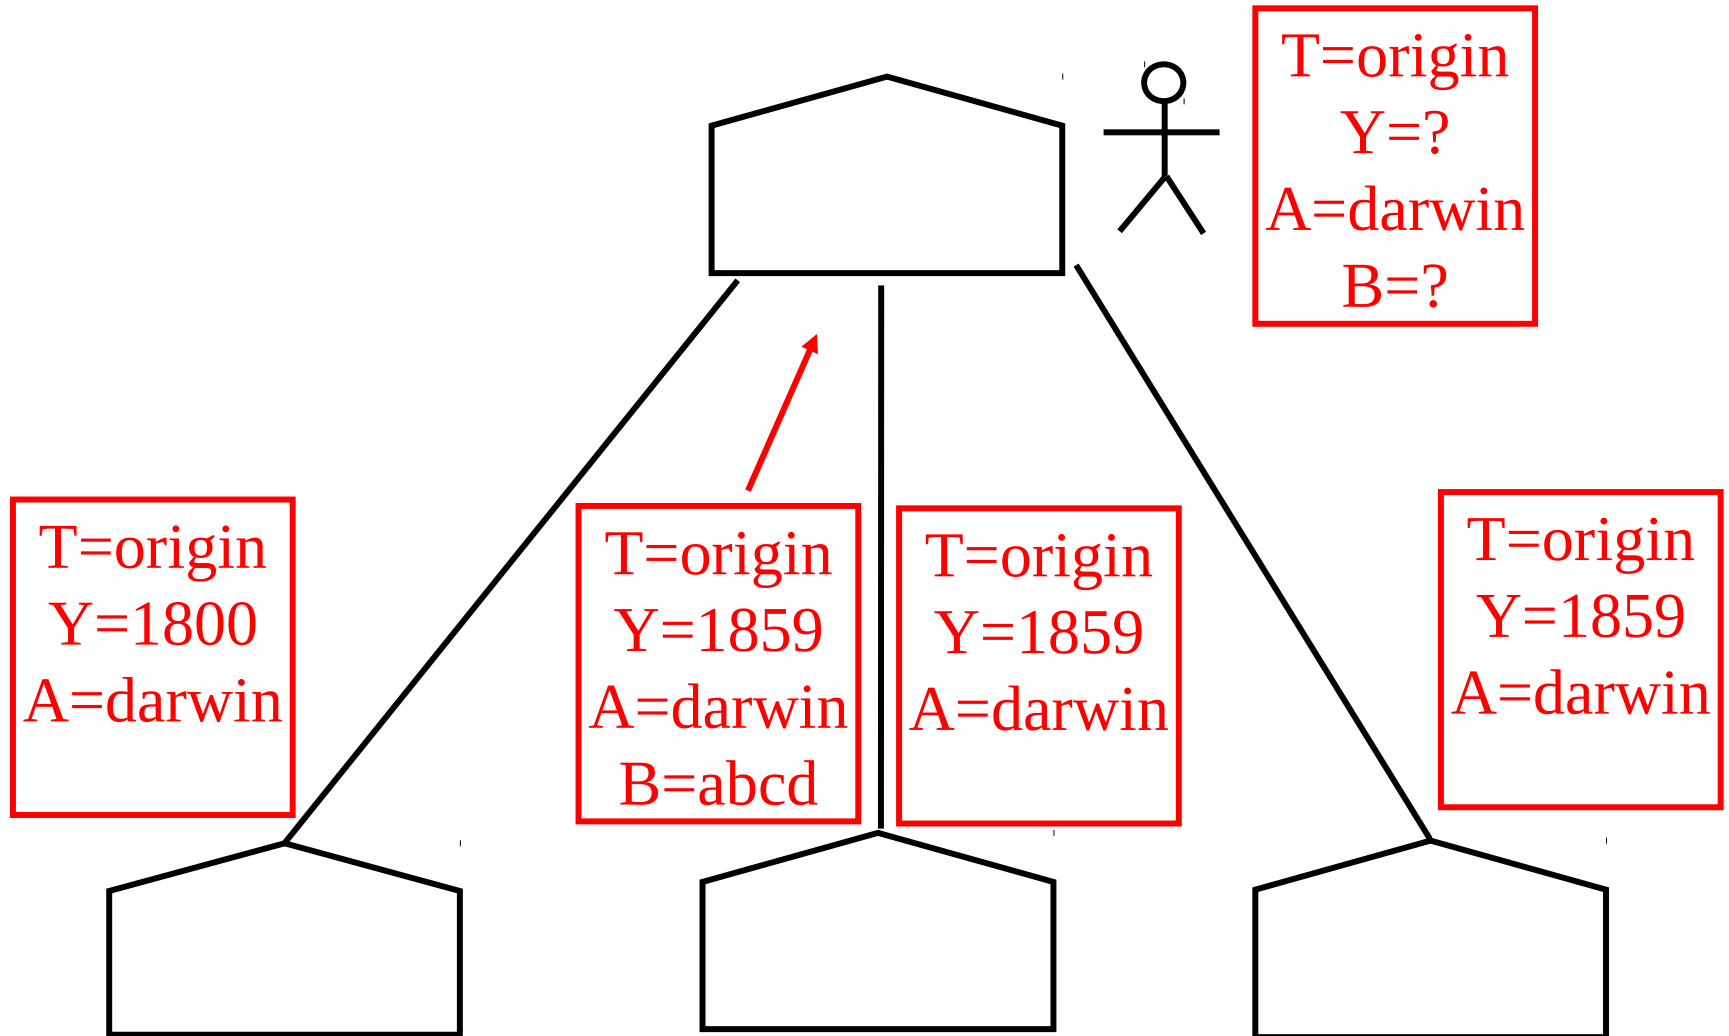 T=origin
Y=?
A=darwin
B=?
T=origin
Y=1800
A=darwin
T=origin
Y=1859
A=darwin
B=abcd
T=origin
Y=1859
A=darwin
T=origin
Y=1859
A=darwin